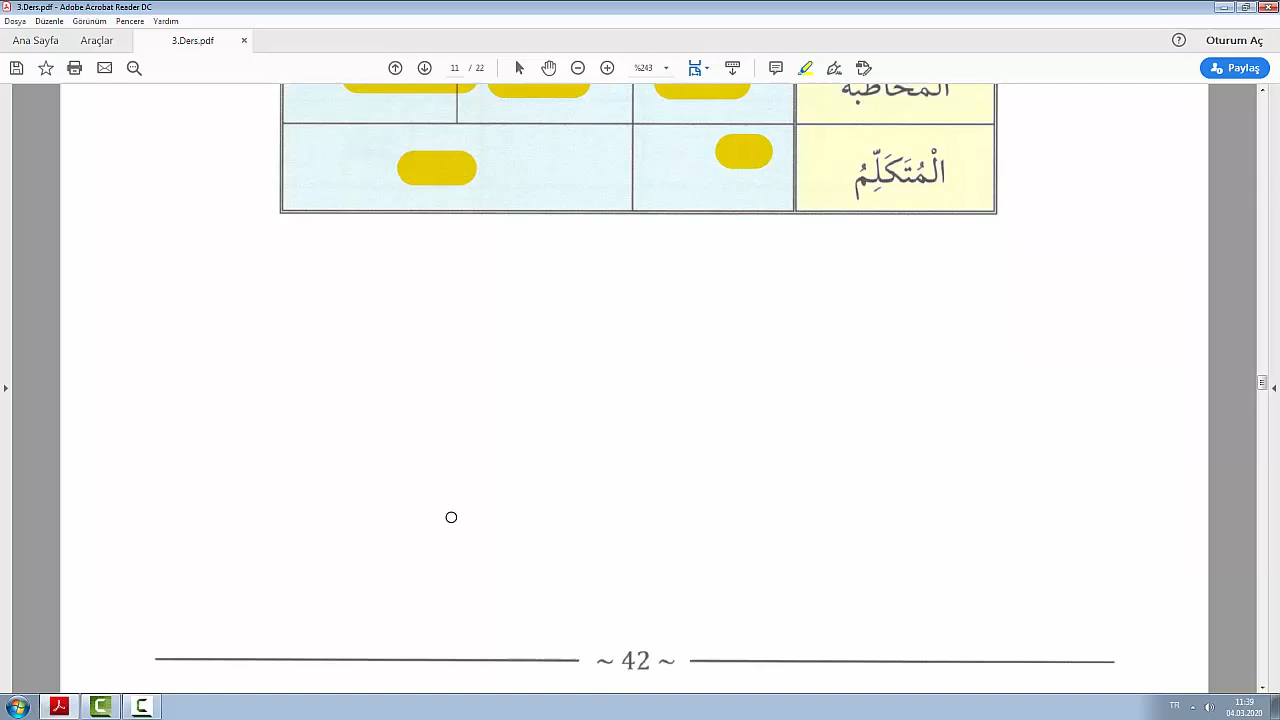 3.Ders.pdf - Adobe Acrobat Reader DC
Dosya Düzenle Görünüm Pencere Yardım
Ana Sayfa Araçlar 3.Ders.pdf × Oturum Aç
11 / 22 %243 Paylaş
الْمُتَكَلِّمُ
~ 42 ~
TR 11:39
04.03.2020